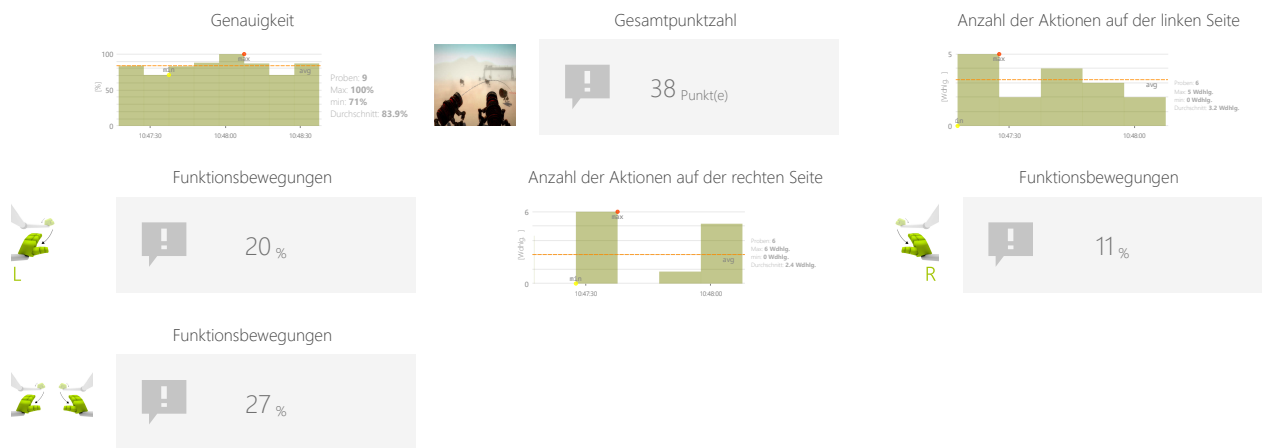 Genauigkeit
100
50
0
[%]
min
max
avg
10:47:30
10:48:00
10:48:30
Proben: 9
Max: 100%
min: 71%
Durchschnitt: 83.9%
Gesamtpunktzahl
38 Punkt(e)
Anzahl der Aktionen auf der linken Seite
5
0
[Wdhlg. ]
max
avg
10:47:30
10:48:00
Proben: 6
Max: 5 Wdhlg.
min: 0 Wdhlg.
Durchschnitt: 3.2 Wdhlg.
Funktionsbewegungen
L
20 %
Anzahl der Aktionen auf der rechten Seite
6
0
[Wdhlg. ]
min
max
avg
10:47:30
10:48:00
Proben: 6
Max: 6 Wdhlg.
min: 0 Wdhlg.
Durchschnitt: 2.4 Wdhlg.
Funktionsbewegungen
R
11 %
Funktionsbewegungen
27 %